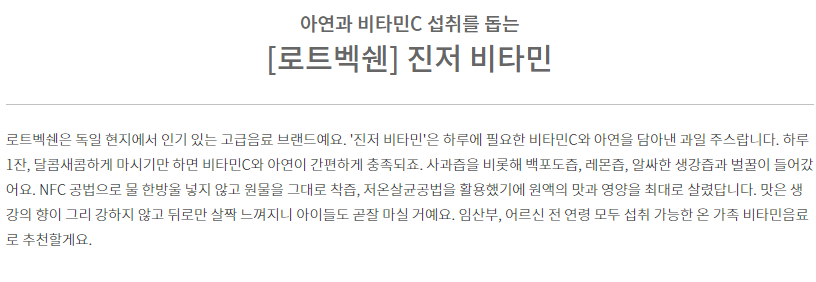 아연과 비타민C 섭취를 돕는
[로트벡쉔] 진저 비타민
로트벡쉔은 독일 현지에서 인기 있는 고급음료 브랜드예요. '진저 비타민'은 하루에 필요한 비타민C와 아연을 담아낸 과일 주스랍니다. 하루
1잔, 달콤새콤하게 마시기만 하면 비타민C와 아연이 간편하게 충족되죠. 사과즙을 비롯해 백포도즙, 레몬즙, 알싸한 생강즙과 벌꿀이 들어갔
어요. NFC 공법으로 물 한방울 넣지 않고 원물을 그대로 착즙, 저온살균공법을 활용했기에 원액의 맛과 영양을 최대로 살렸답니다. 맛은 생
강의 향이 그리 강하지 않고 뒤로만 살짝 느껴지니 아이들도 곧잘 마실 거예요. 임산부, 어르신 전 연령 모두 섭취 가능한 온 가족 비타민음료
로 추천할게요.